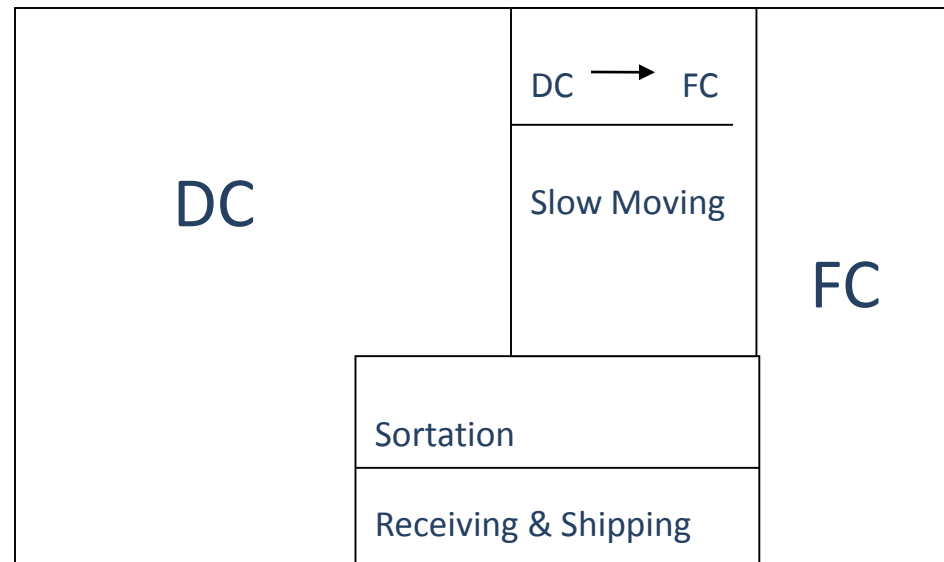 DC → FC
DC
Slow Moving
FC
Sortation
Receiving & Shipping